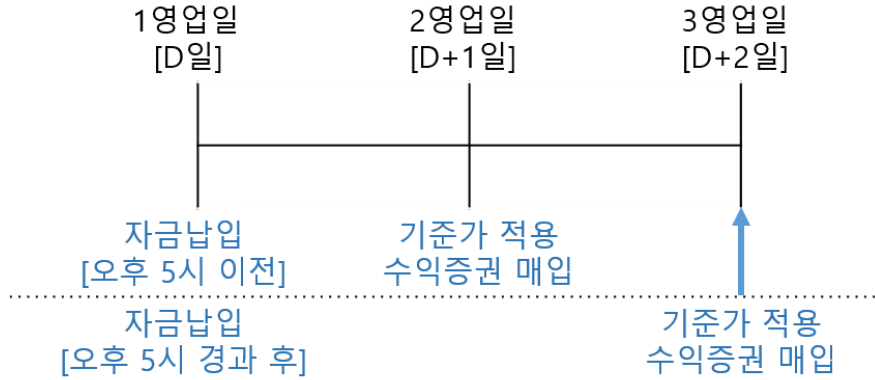 1영업일
[D일]
2영업일
[D+1일]
3영업일
[D+2일]
자금납입
[오후 5시 이전]
기준가 적용
수익증권 매입
자금납입
[오후 5시 경과 후]
기준가 적용
수익증권 매입